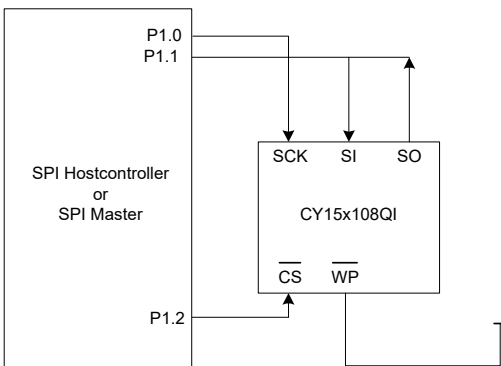 P1.0
P1.1
SCK SI SO
SPI Hostcontroller
or
SPI Master
CY15x108QI
CS WP
P1.2